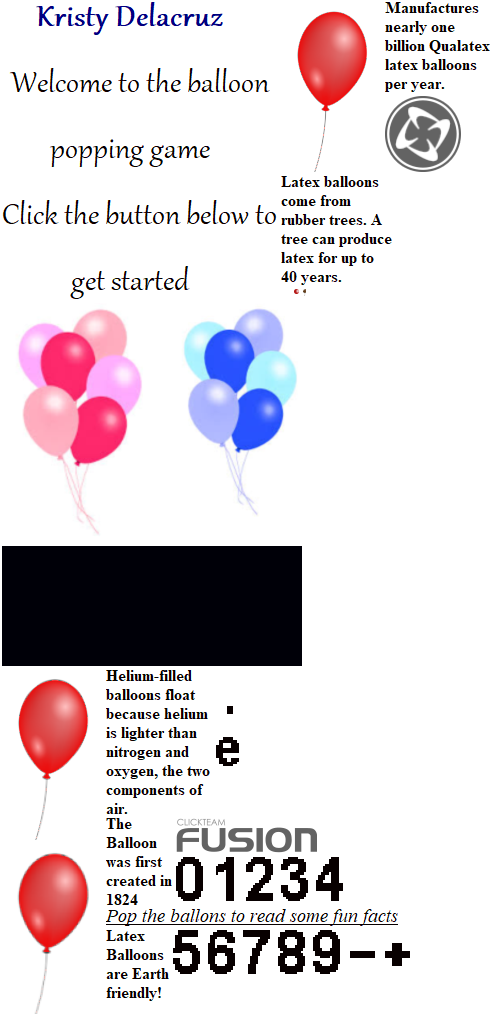 Kristy Delacruz
Welcome to the balloon
popping game
Click the button below to
get started
Manufactures
nearly one
billion Qualatex
latex balloons
per year.
Latex balloons
come from
rubber trees. A
tree can produce
latex for up to
40 years.
Helium-filled
balloons float
because helium
is lighter than
nitrogen and
oxygen, the two
components of
air.
.
e
The
Balloon
was first
created in
1824
CLICKTEAM
FUSION
01234
Pop the ballons to read some fun facts
Latex
Balloons
are Earth
friendly!
56789-+